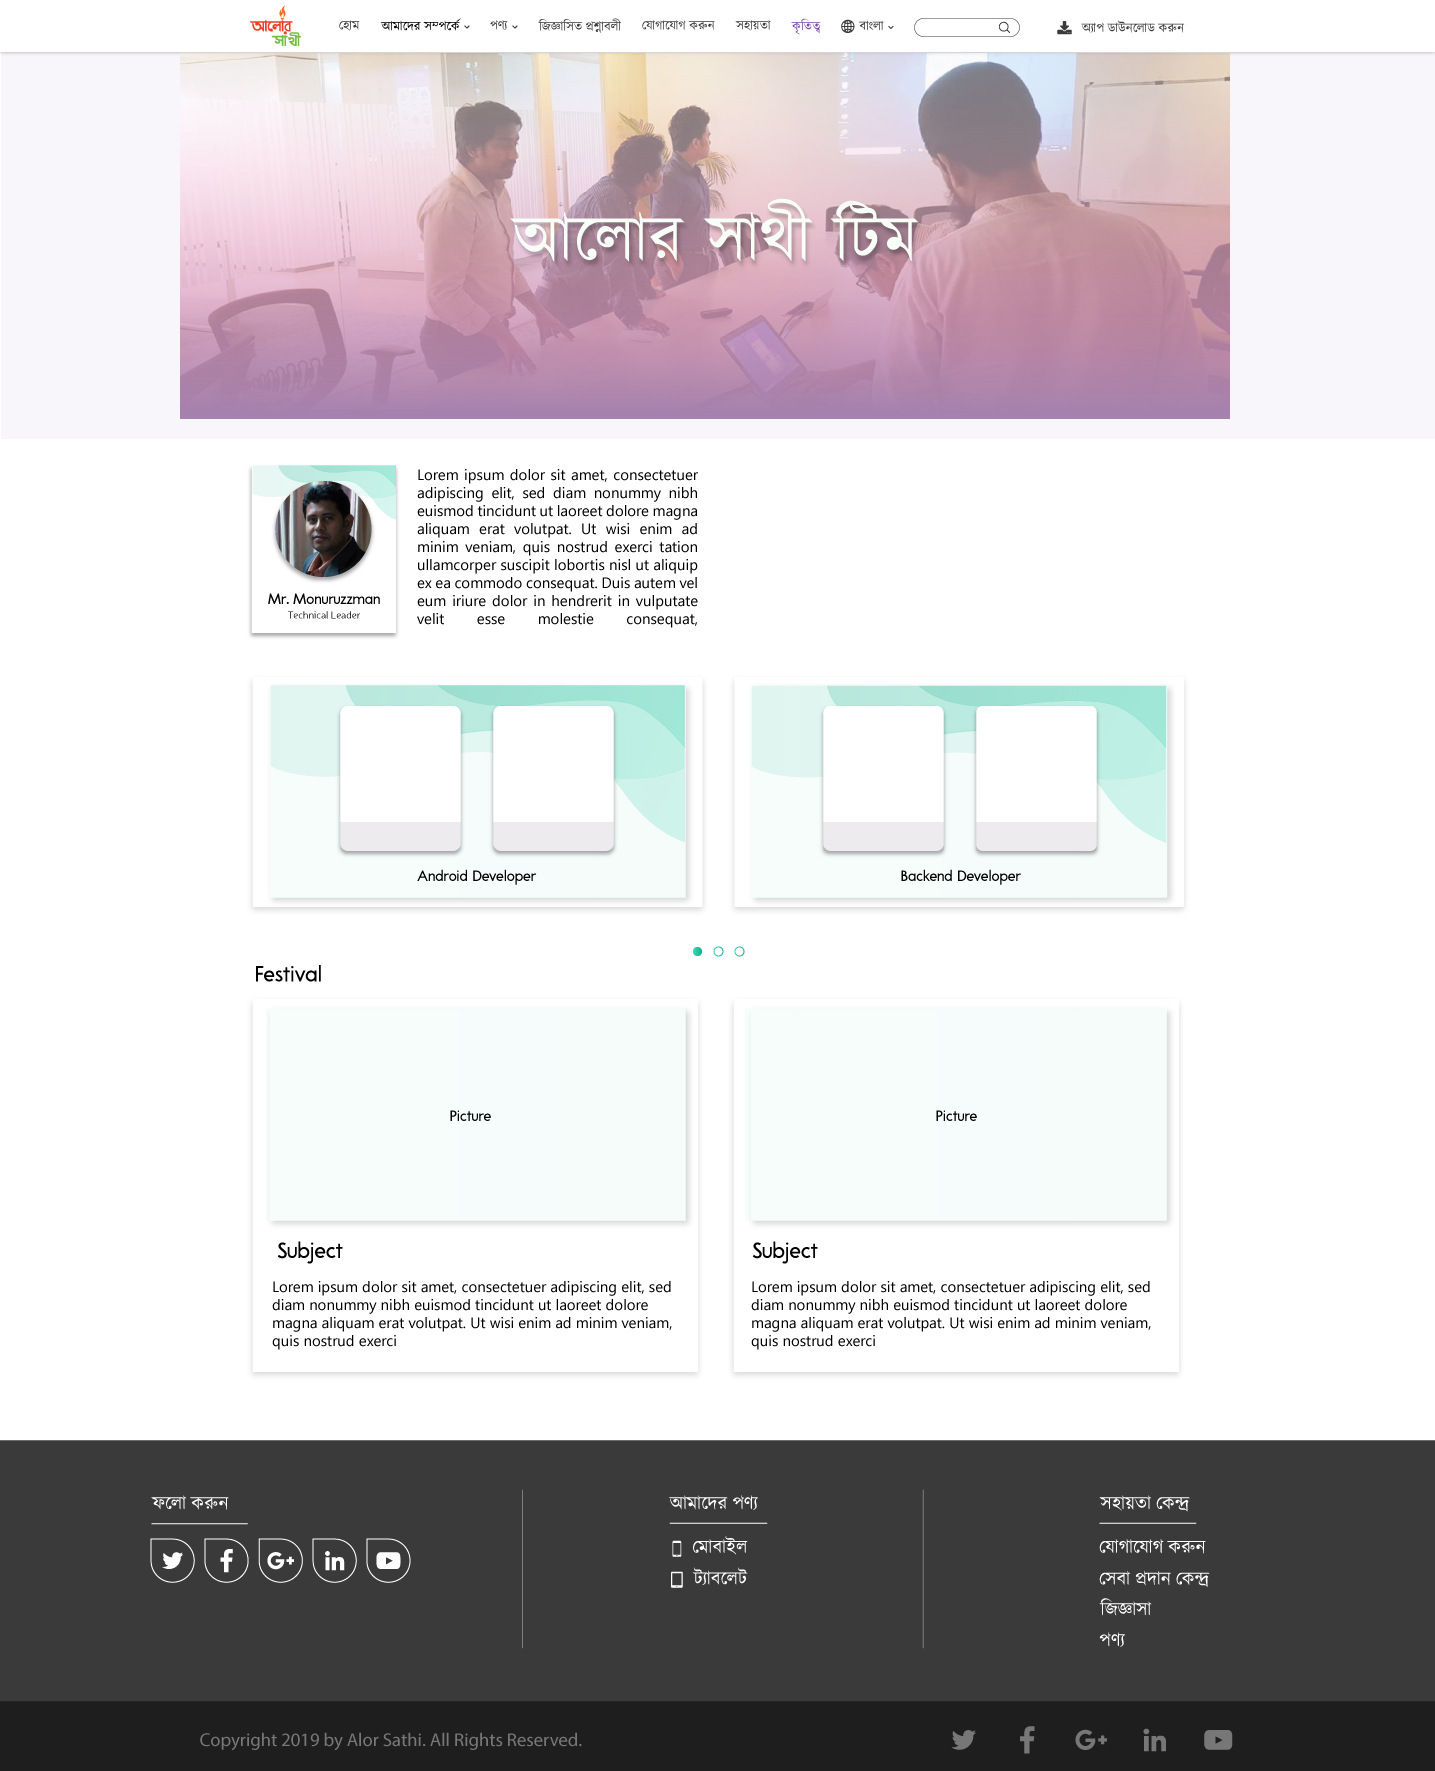 আলোর
সাথী
হোম আমাদের সম্পর্কে পণ্য জিজ্ঞাসিত প্রশ্নাবলী যোগাযোগ করুন সহায়তা কৃতিত্ব বাংলা অ্যাপ ডাউনলোড করুন
আলোর সাথী টিম
Lorem ipsum dolor sit amet, consectetuer
adipiscing elit, sed diam nonummy nibh
euismod tincidunt ut laoreet dolore magna
aliquam erat volutpat. Ut wisi enim ad
minim veniam, quis nostrud exerci tation
ullamcorper suscipit lobortis nisl ut aliquip
ex ea commodo consequat. Duis autem vel
eum iriure dolor in hendrerit in vulputate
velit esse molestie consequat,
Mr. Monuruzzman
Technical Leader
Android Developer
Backend Developer
Festival
Picture
Picture
Subject
Lorem ipsum dolor sit amet, consectetuer adipiscing elit, sed
diam nonummy nibh euismod tincidunt ut laoreet dolore
magna aliquam erat volutpat. Ut wisi enim ad minim veniam,
quis nostrud exerci
Subject
Lorem ipsum dolor sit amet, consectetuer adipiscing elit, sed
diam nonummy nibh euismod tincidunt ut laoreet dolore
magna aliquam erat volutpat. Ut wisi enim ad minim veniam,
quis nostrud exerci
ফলো করুন
আমাদের পণ্য
মোবাইল
ট্যাবলেট
সহায়তা কেন্দ্র
যোগাযোগ করুন
সেবা প্রদান কেন্দ্র
জিজ্ঞাসা
পণ্য
Copyright 2019 by Alor Sathi. All Rights Reserved.